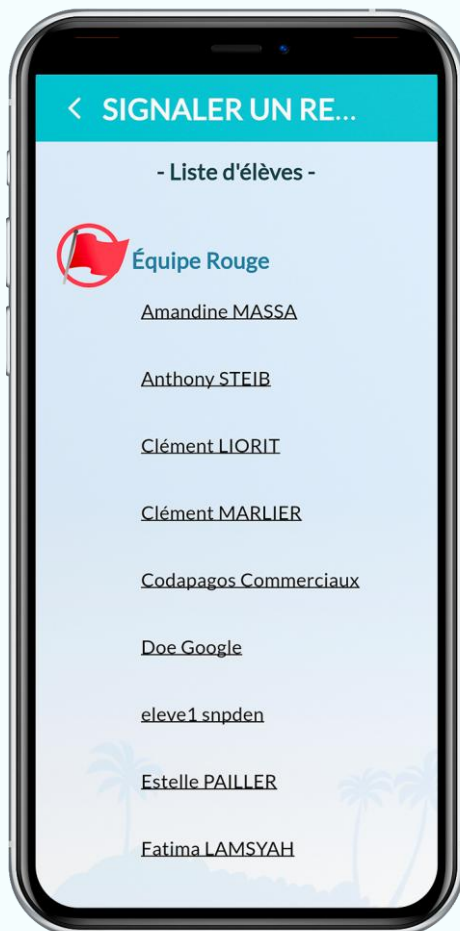 SIGNALER UN RE...
- Liste d'élèves -
Équipe Rouge
Amandine MASSA
Anthony STEIB
Clément LIORIT
Clément MARLIER
Codapagos Commerciaux
Doe Google
eleve1 snpden
Estelle PAILLER
Fatima LAMSYAH